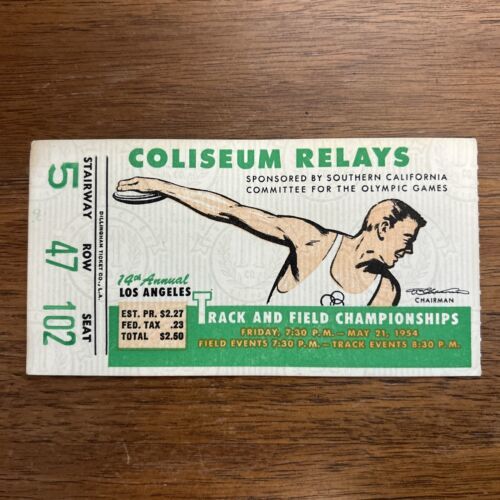 COLISEUM RELAYS
SPONSORED BY SOUTHERN CALIFORNIA
COMMITTEE FOR THE OLYMPIC GAMES
14th Annual
LOS ANGELES
EST. PR. $2.27
FED. TAX .23
TOTAL $2.50
CHAIRMAN
TRACK AND FIELD CHAMPIONSHIPS
FRIDAY, 7:30 P.M. — MAY 21, 1954
FIELD EVENTS 7:30 P.M. — TRACK EVENTS 8:30 P.M.
5 47 102
STAIRWAY ROW SEAT
DILLINGHAM TICKET CO., L.A.